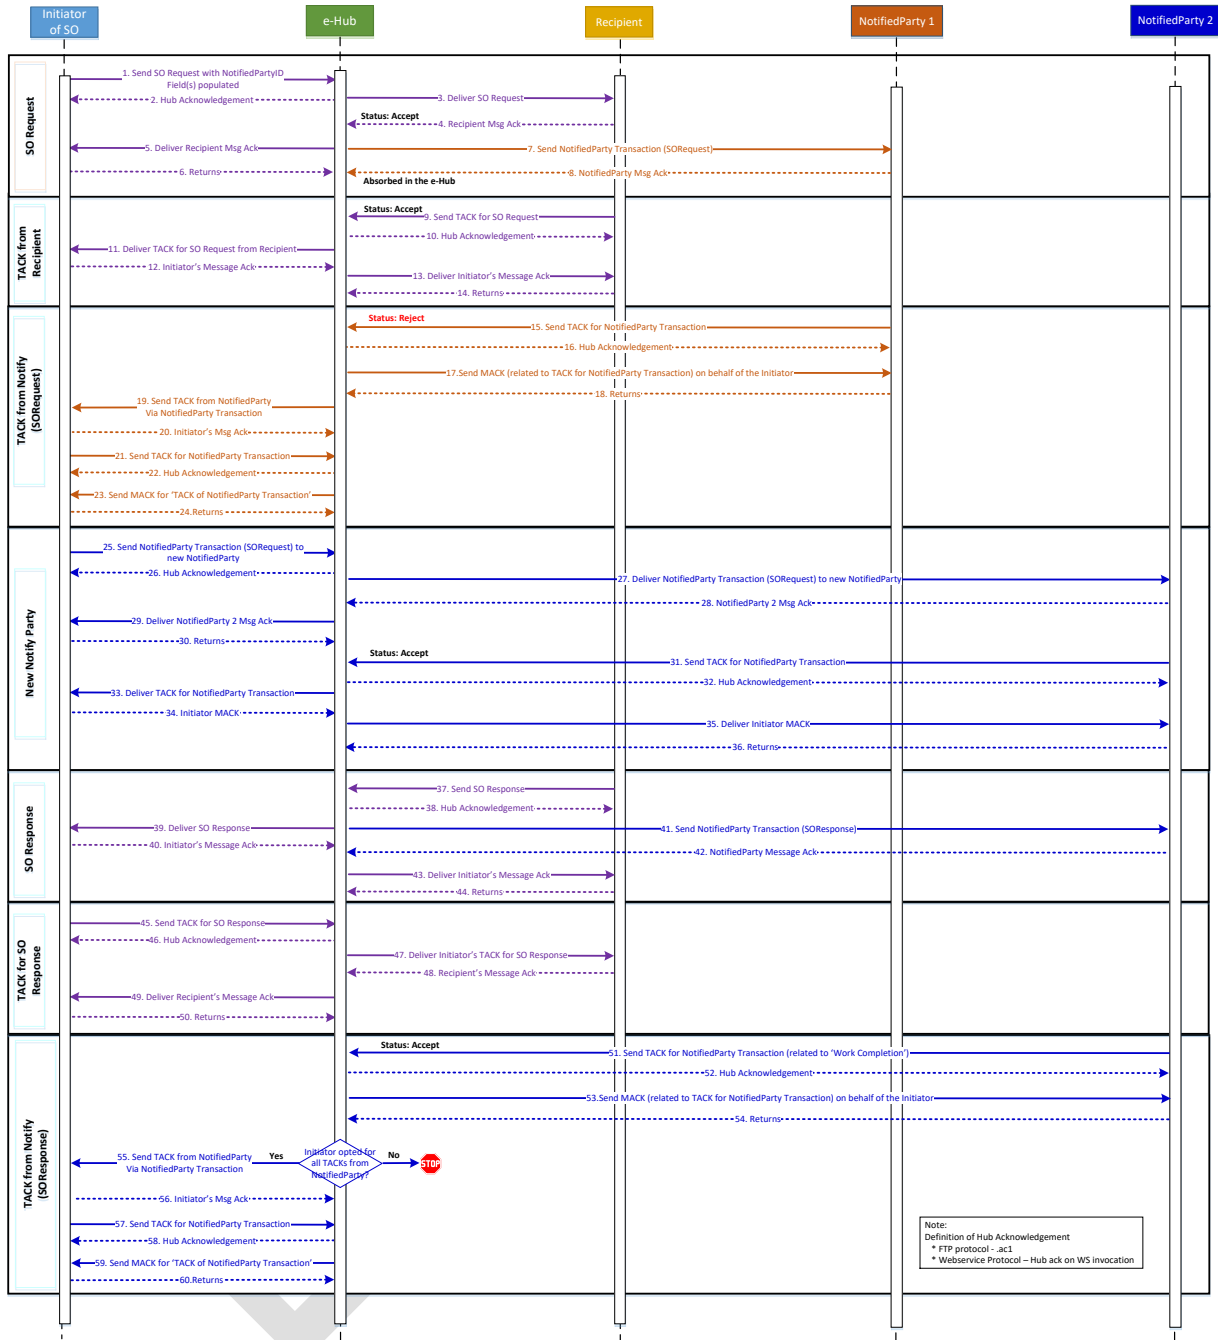 Initiator
of SO
e-Hub
Recipient
NotifiedParty 1
NotifiedParty 2
SO Request
1. Send SO Request with NotifiedPartyID
Field(s) populated
2. Hub Acknowledgement
3. Deliver SO Request
Status: Accept
4. Recipient Msg Ack
5. Deliver Recipient Msg Ack
7. Send NotifiedParty Transaction (SORequest)
6. Returns
8. NotifiedParty Msg Ack
Absorbed in the e-Hub
TACK from
Recipient
Status: Accept
9. Send TACK for SO Request
10. Hub Acknowledgement
11. Deliver TACK for SO Request from Recipient
12. Initiator's Message Ack
13. Deliver Initiator's Message Ack
14. Returns
TACK from Notify
(SORequest)
Status: Reject
15. Send TACK for NotifiedParty Transaction
16. Hub Acknowledgement
17.Send MACK (related to TACK for NotifiedParty Transaction) on behalf of the Initiator
18. Returns
19. Send TACK from NotifiedParty
Via NotifiedParty Transaction
20. Initiator's Msg Ack
21. Send TACK for NotifiedParty Transaction
22. Hub Acknowledgement
23. Send MACK for 'TACK of NotifiedParty Transaction'
24.Returns
New Notify Party
25. Send NotifiedParty Transaction (SORequest) to
new NotifiedParty
26. Hub Acknowledgement
27. Deliver NotifiedParty Transaction (SORequest) to new NotifiedParty
28. NotifiedParty 2 Msg Ack
29. Deliver NotifiedParty 2 Msg Ack
30. Returns
Status: Accept
31. Send TACK for NotifiedParty Transaction
32. Hub Acknowledgement
33. Deliver TACK for NotifiedParty Transaction
34. Initiator MACK
35. Deliver Initiator MACK
36. Returns
SO Response
37. Send SO Response
38. Hub Acknowledgement
39. Deliver SO Response
41. Send NotifiedParty Transaction (SOResponse)
40. Initiator's Message Ack
42. NotifiedParty Message Ack
43. Deliver Initiator's Message Ack
44. Returns
TACK for SO
Response
45. Send TACK for SO Response
46. Hub Acknowledgement
47. Deliver Initiator's TACK for SO Response
48. Recipient's Message Ack
49. Deliver Recipient's Message Ack
50. Returns
TACK from Notify
(SOResponse)
Status: Accept
51. Send TACK for NotifiedParty Transaction (related to 'Work Completion')
52. Hub Acknowledgement
53.Send MACK (related to TACK for NotifiedParty Transaction) on behalf of the Initiator
54. Returns
55. Send TACK from NotifiedParty
Via NotifiedParty Transaction
Yes
Initiator opted for
all TACKs from
NotifiedParty?
No
STOP
56. Initiator's Msg Ack
57. Send TACK for NotifiedParty Transaction
58. Hub Acknowledgement
59. Send MACK for 'TACK of NotifiedParty Transaction'
60.Returns
Note:
Definition of Hub Acknowledgement
* FTP protocol - .ac1
* Webservice Protocol – Hub ack on WS invocation